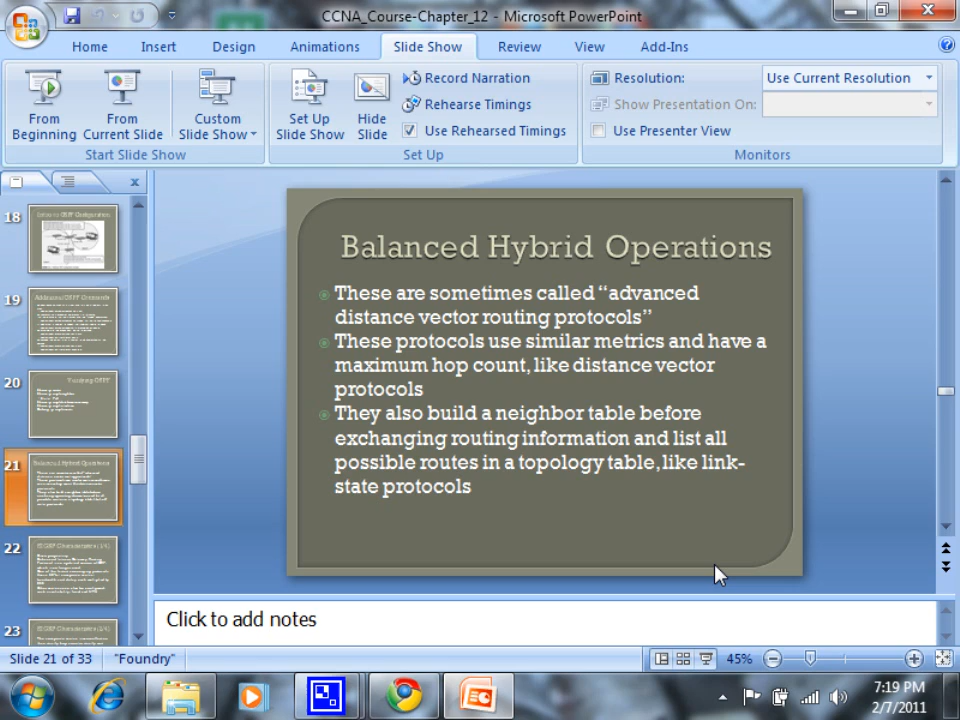 CCNA_Course-Chapter_12 - Microsoft PowerPoint
Home Insert Design Animations Slide Show Review View Add-Ins
From Beginning
From Current Slide
Custom Slide Show
Start Slide Show
Set Up Slide Show
Hide Slide
Record Narration
Rehearse Timings
Use Rehearsed Timings
Set Up
Resolution: Use Current Resolution
Show Presentation On:
Use Presenter View
Monitors
18
19
20
21
22
23
Balanced Hybrid Operations
These are sometimes called “advanced
distance vector routing protocols”
These protocols use similar metrics and have a
maximum hop count, like distance vector
protocols
They also build a neighbor table before
exchanging routing information and list all
possible routes in a topology table, like link-
state protocols
Click to add notes
Slide 21 of 33 "Foundry" 45%
7:19 PM
2/7/2011